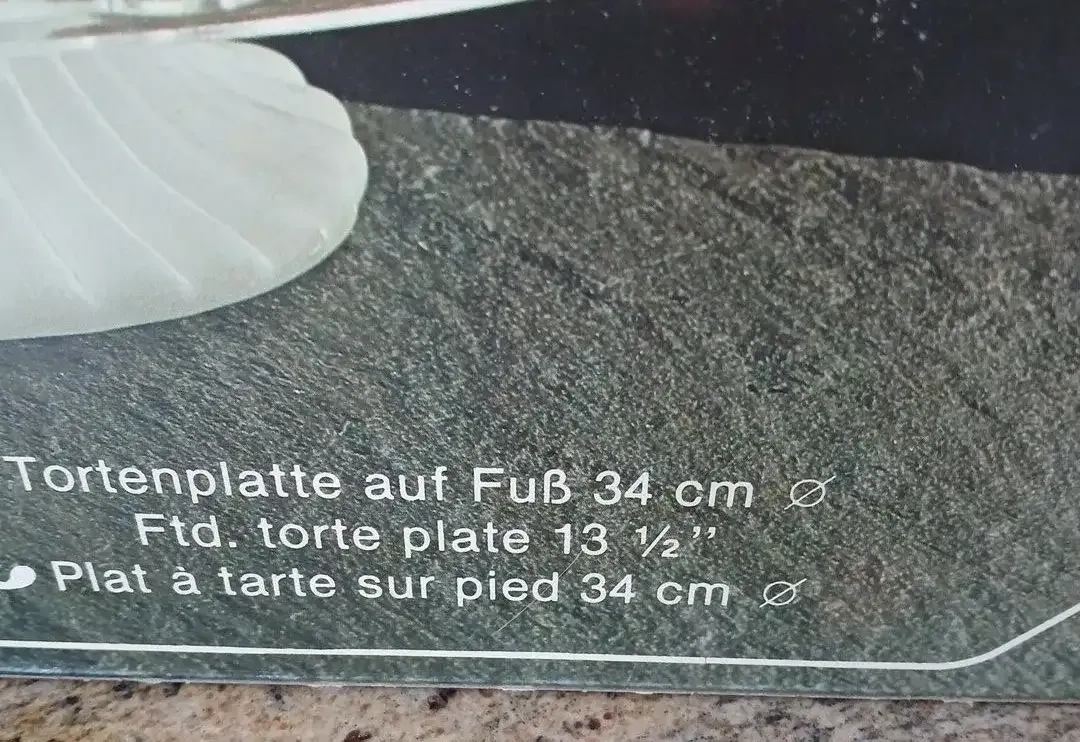 Tortenplatte auf Fuß 34 cm ⌀
Ftd. torte plate 13 ½”
Plat à tarte sur pied 34 cm ⌀